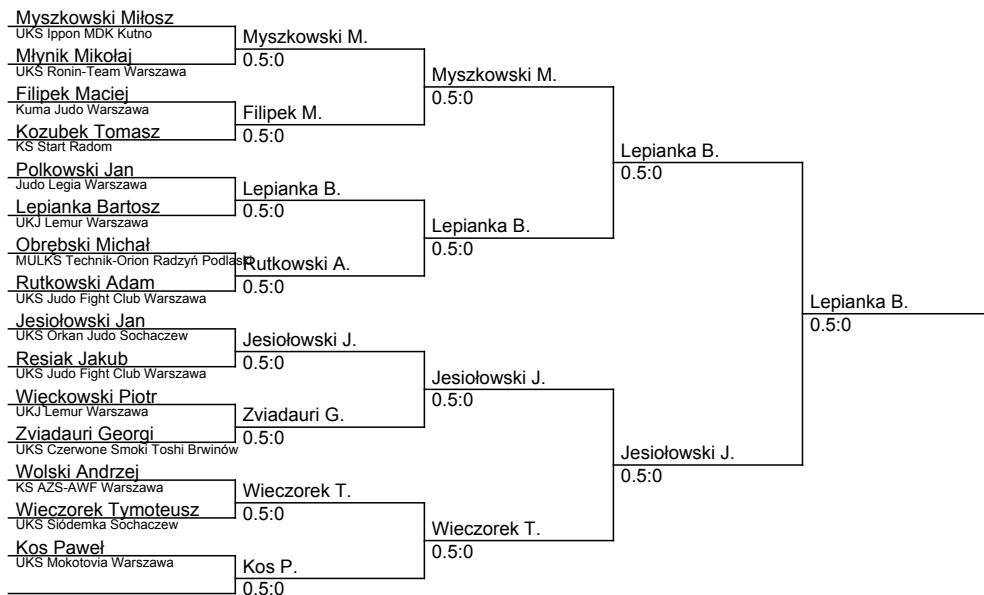 Myszkowski Miłosz
UKS Ippon MDK Kutno
Młynik Mikołaj
UKS Ronin-Team Warszawa
Filipek Maciej
Kuma Judo Warszawa
Kozubek Tomasz
KS Start Radom
Polkowski Jan
Judo Legia Warszawa
Lepianka Bartosz
UKJ Lemur Warszawa
Obrębski Michał
MULKS Technik-Orion Radzyń Podlaski
Rutkowski Adam
UKS Judo Fight Club Warszawa
Jesiołowski Jan
UKS Orkan Judo Sochaczew
Resiak Jakub
UKS Judo Fight Club Warszawa
Więckowski Piotr
UKJ Lemur Warszawa
Zviadauri Georgi
UKS Czerwone Smoki Toshi Brwinów
Wolski Andrzej
KS AZS-AWF Warszawa
Wieczorek Tymoteusz
UKS Siódemka Sochaczew
Kos Paweł
UKS Mokotovia Warszawa
Myszkowski M.
0.5:0
Filipek M.
0.5:0
Lepianka B.
0.5:0
Rutkowski A.
0.5:0
Jesiołowski J.
0.5:0
Zviadauri G.
0.5:0
Wieczorek T.
0.5:0
Kos P.
0.5:0
Myszkowski M.
0.5:0
Lepianka B.
0.5:0
Jesiołowski J.
0.5:0
Wieczorek T.
0.5:0
Lepianka B.
0.5:0
Jesiołowski J.
0.5:0
Lepianka B.
0.5:0